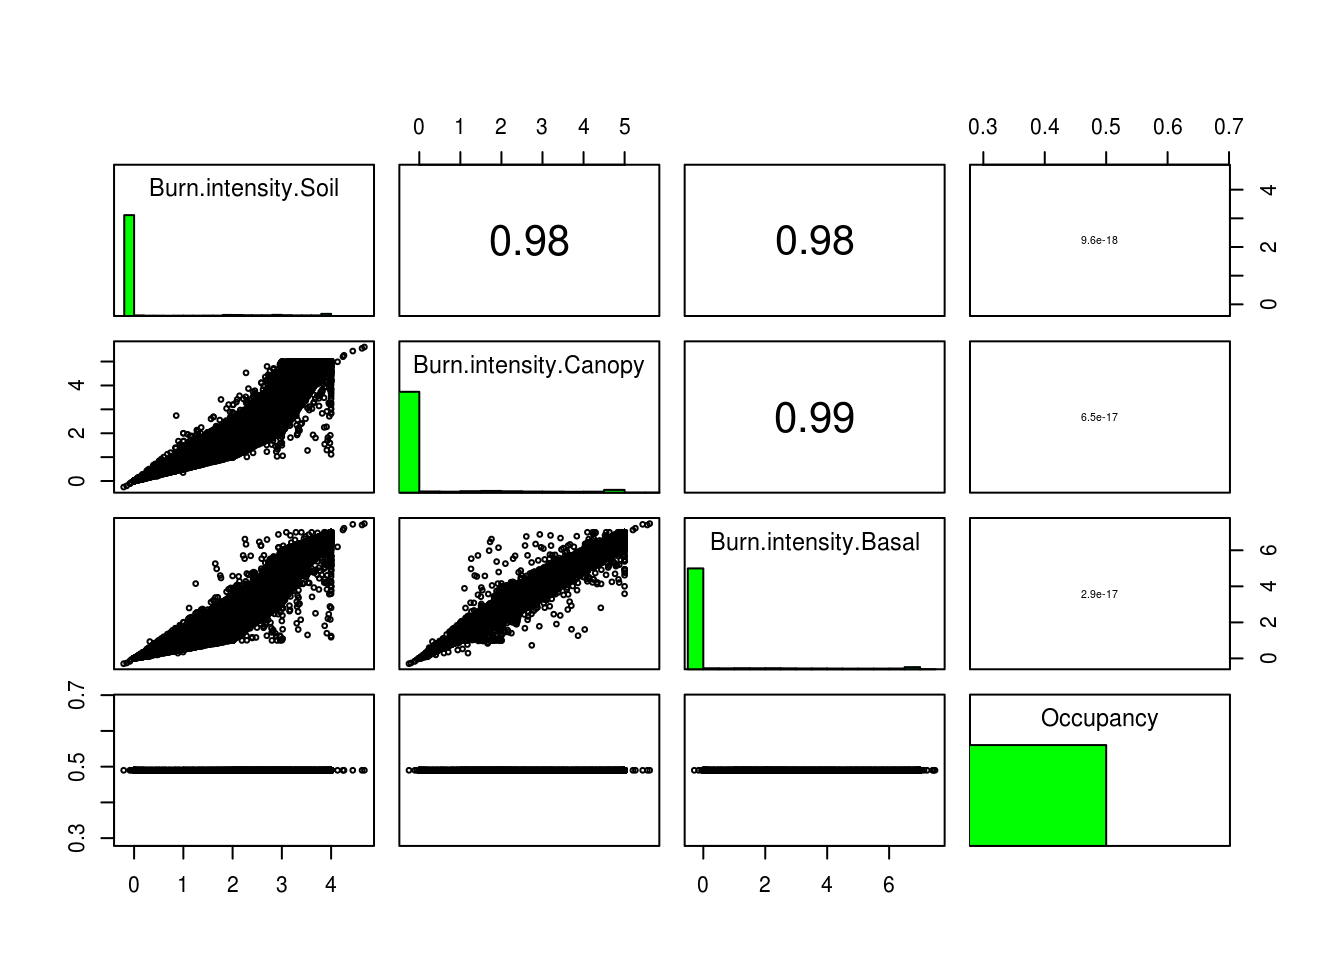 0 1 2 3 4 5 0.3 0.4 0.5 0.6 0.7
Burn.intensity.Soil 0.98 0.98 9.6e-18 0 2 4
0 2 4 Burn.intensity.Canopy 0.99 6.5e-17
Burn.intensity.Basal 2.9e-17 0 2 4 6
0.3 0.5 0.7 Occupancy
0 1 2 3 4 0 2 4 6